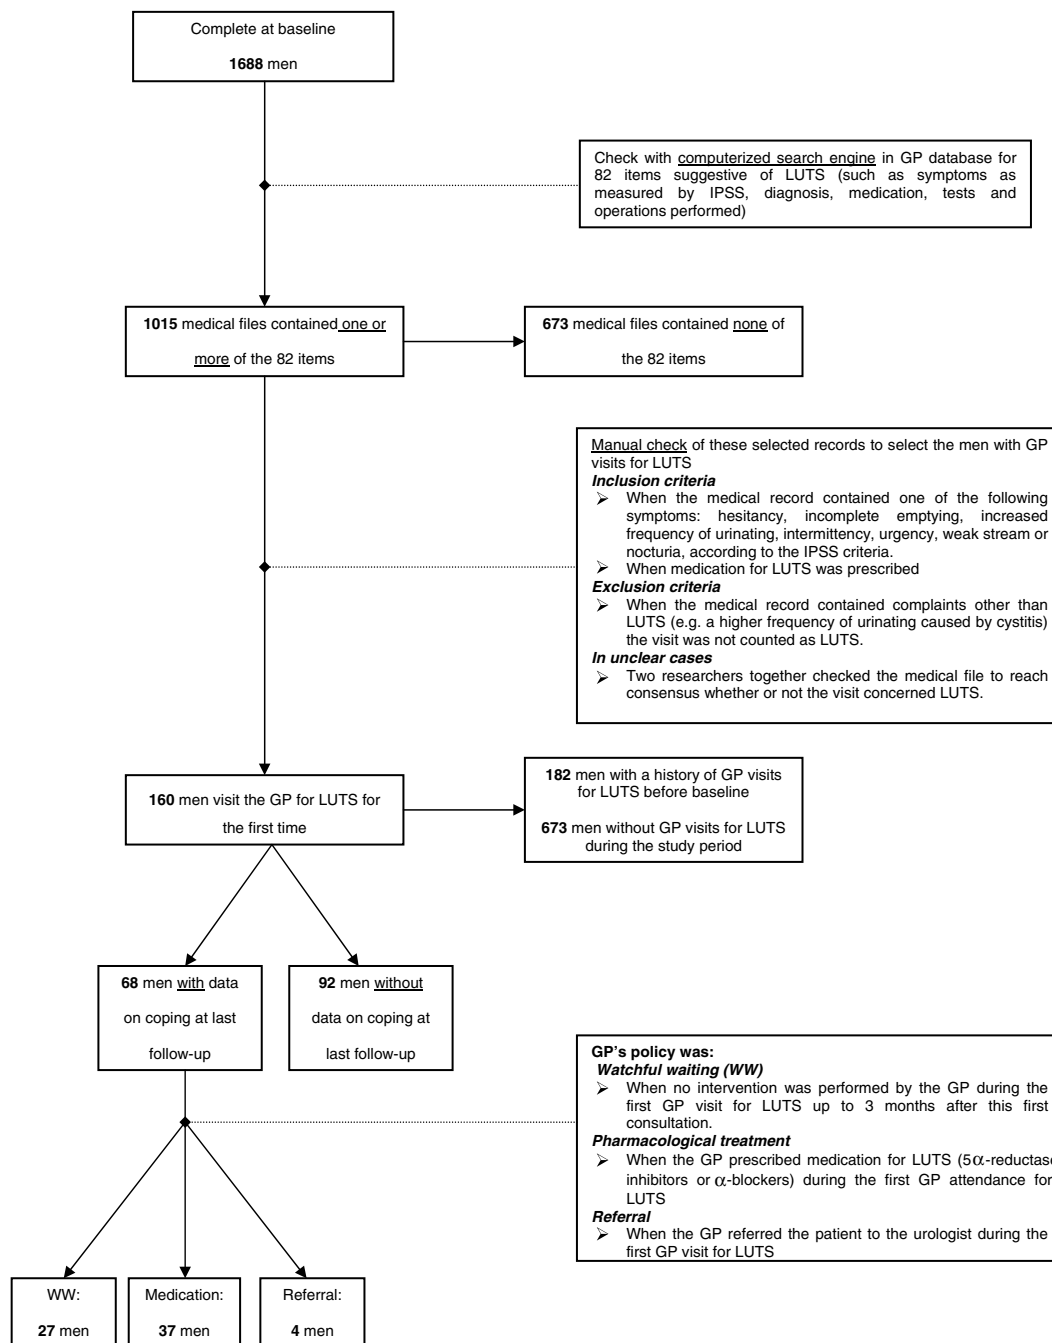 Complete at baseline
1688 men
Check with computerized search engine in GP database for
82 items suggestive of LUTS (such as symptoms as
measured by IPSS, diagnosis, medication, tests and
operations performed)
1015 medical files contained one or
more of the 82 items
673 medical files contained none of
the 82 items
Manual check of these selected records to select the men with GP
visits for LUTS
Inclusion criteria
➢ When the medical record contained one of the following
symptoms: hesitancy, incomplete emptying, increased
frequency of urinating, intermittency, urgency, weak stream or
nocturia, according to the IPSS criteria.
➢ When medication for LUTS was prescribed
Exclusion criteria
➢ When the medical record contained complaints other than
LUTS (e.g. a higher frequency of urinating caused by cystitis)
the visit was not counted as LUTS.
In unclear cases
➢ Two researchers together checked the medical file to reach
consensus whether or not the visit concerned LUTS.
160 men visit the GP for LUTS for
the first time
182 men with a history of GP visits
for LUTS before baseline
673 men without GP visits for LUTS
during the study period
68 men with data
on coping at last
follow-up
92 men without
data on coping at
last follow-up
GP's policy was:
Watchful waiting (WW)
➢ When no intervention was performed by the GP during the
first GP visit for LUTS up to 3 months after this first
consultation.
Pharmacological treatment
➢ When the GP prescribed medication for LUTS (5α-reductase
inhibitors or α-blockers) during the first GP attendance for
LUTS
Referral
➢ When the GP referred the patient to the urologist during the
first GP visit for LUTS
WW:
27 men
Medication:
37 men
Referral:
4 men